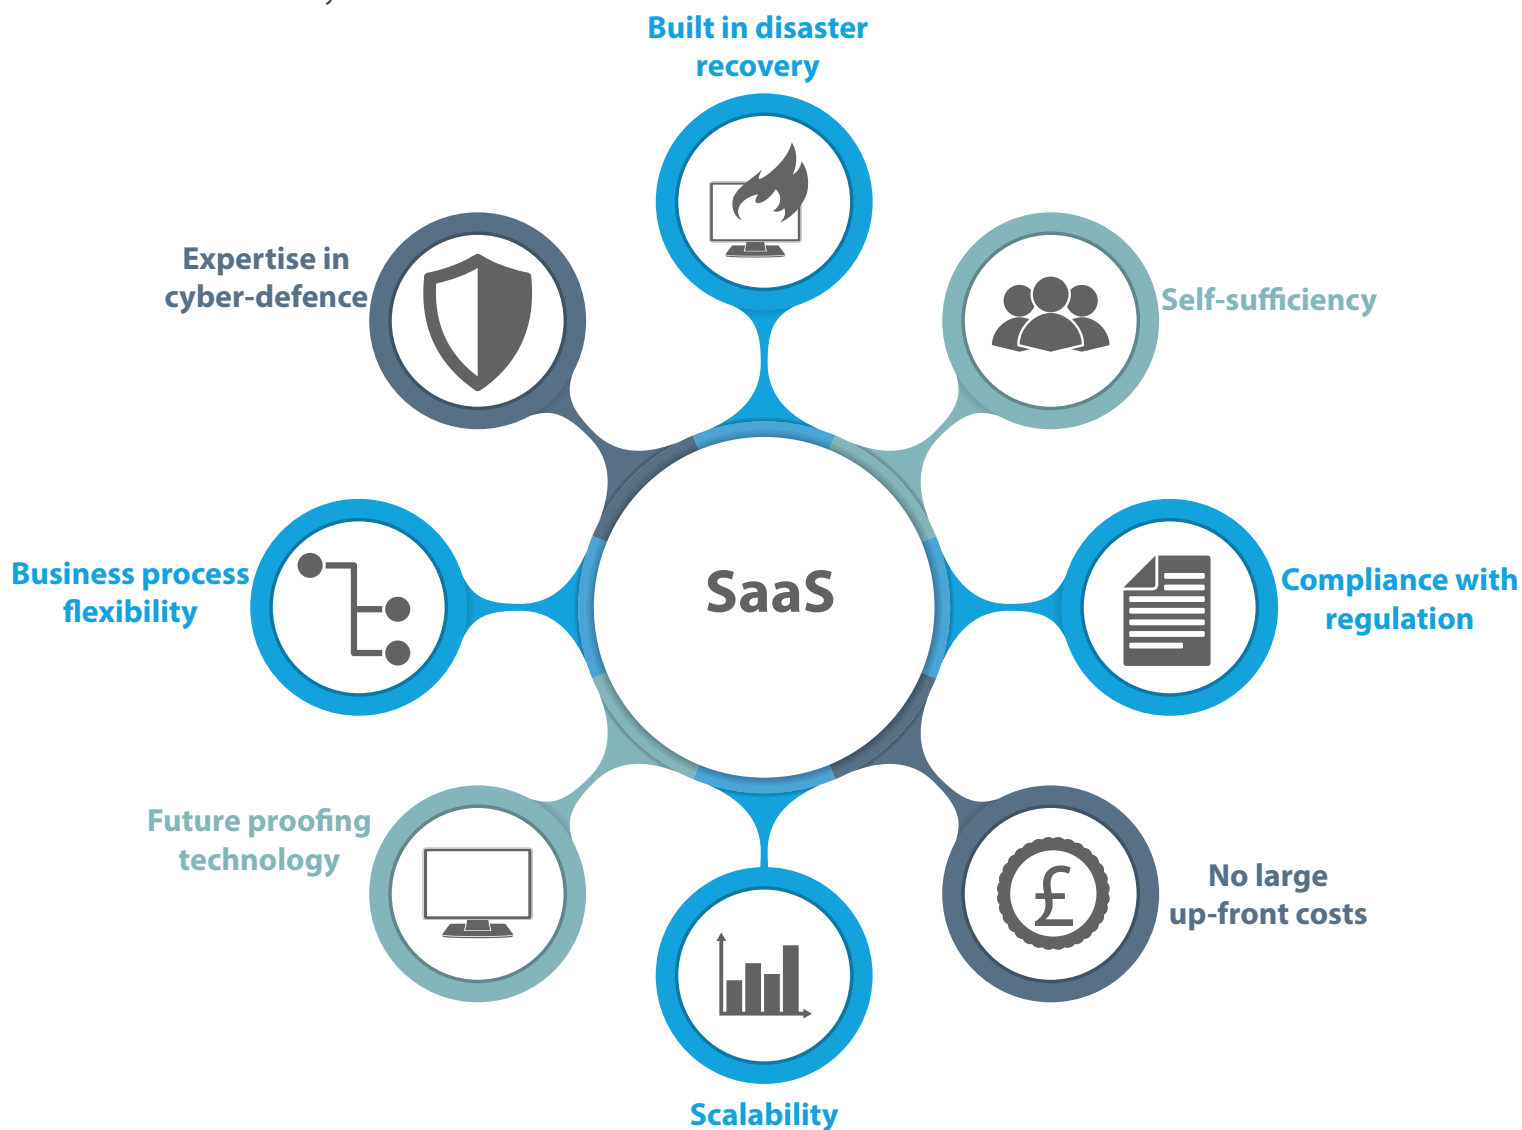 Built in disaster
recovery
Expertise in
cyber-defence
Self-sufficiency
Business process
flexibility
SaaS
Compliance with
regulation
Future proofing
technology
£
No large
up-front costs
Scalability